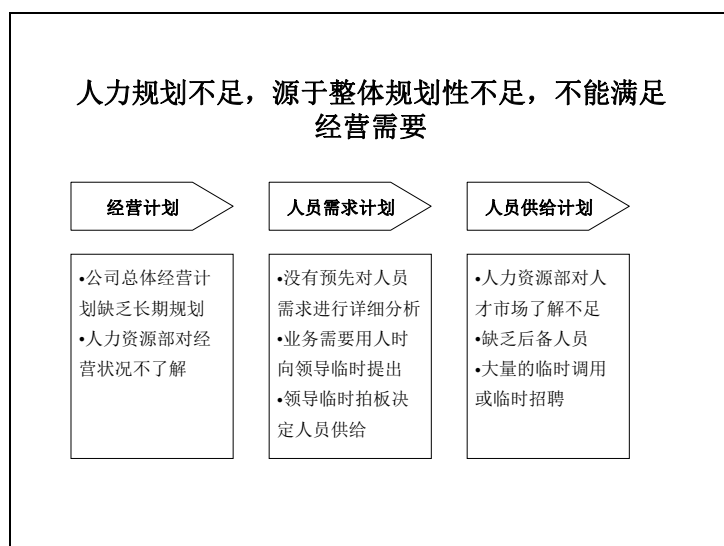 人力规划不足，源于整体规划性不足，不能满足
经营需要
经营计划
人员需求计划
人员供给计划
•公司总体经营计
划缺乏长期规划
•人力资源部对经
营状况不了解
•没有预先对人员
需求进行详细分析
•业务需要用人时
向领导临时提出
•领导临时拍板决
定人员供给
•人力资源部对人
才市场了解不足
•缺乏后备人员
•大量的临时调用
或临时招聘